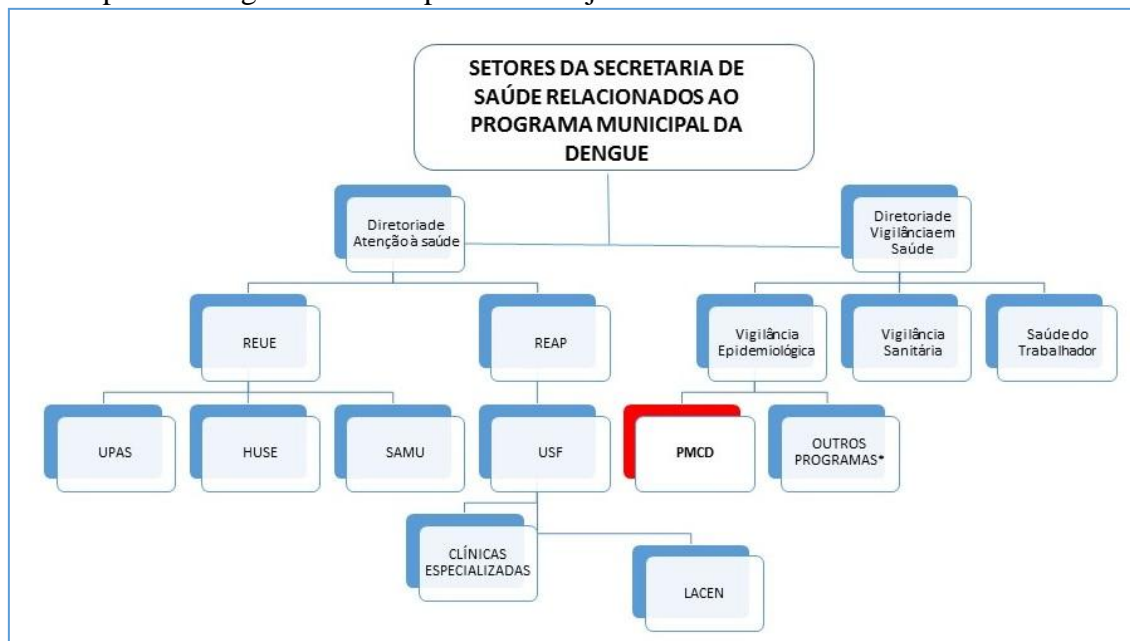 SETORES DA SECRETARIA DE
SAÚDE RELACIONADOS AO
PROGRAMA MUNICIPAL DA
DENGUE
Diretoria de
Atenção à saúde
Diretoria de
Vigilância em
Saúde
REUE
REAP
Vigilância
Epidemiológica
Vigilância
Sanitária
Saúde do
Trabalhador
UPAS
HUSE
SAMU
USF
PMCD
OUTROS
PROGRAMAS*
CLÍNICAS
ESPECIALIZADAS
LACEN